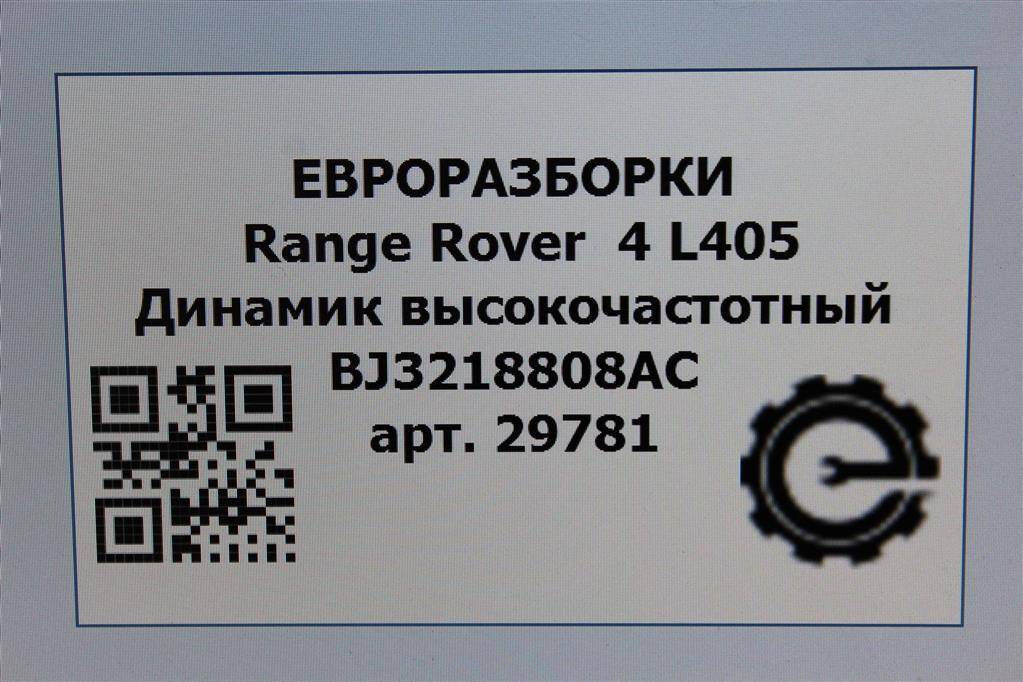 ЕВРОРАЗБОРКИ
Range Rover 4 L405
Динамик высокочастотный
BJ3218808AC
арт. 29781